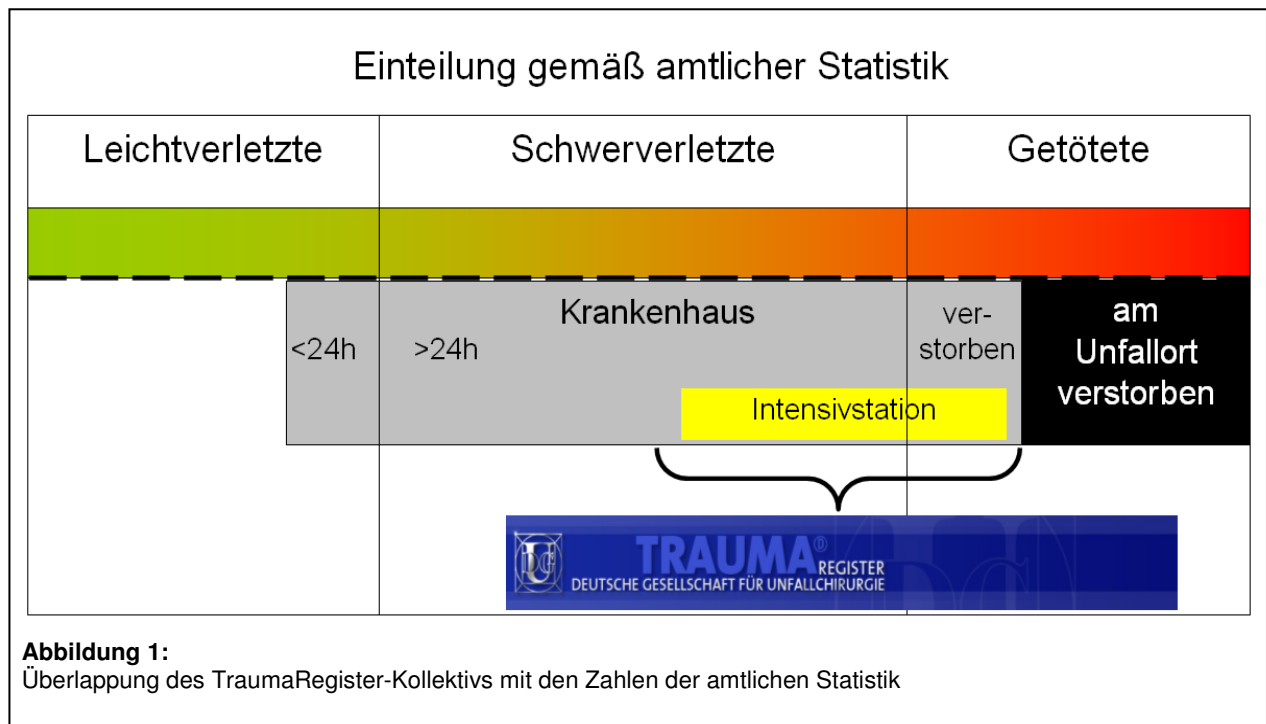 Einteilung gemäß amtlicher Statistik
Leichtverletzte
Schwerverletzte
Getötete
Krankenhaus
<24h
>24h
ver-
storben
am
Unfallort
verstorben
Intensivstation
TRAUMA®
REGISTER
DEUTSCHE GESELLSCHAFT FÜR UNFALLCHIRURGIE
Abbildung 1:
Überlappung des TraumaRegister-Kollektivs mit den Zahlen der amtlichen Statistik